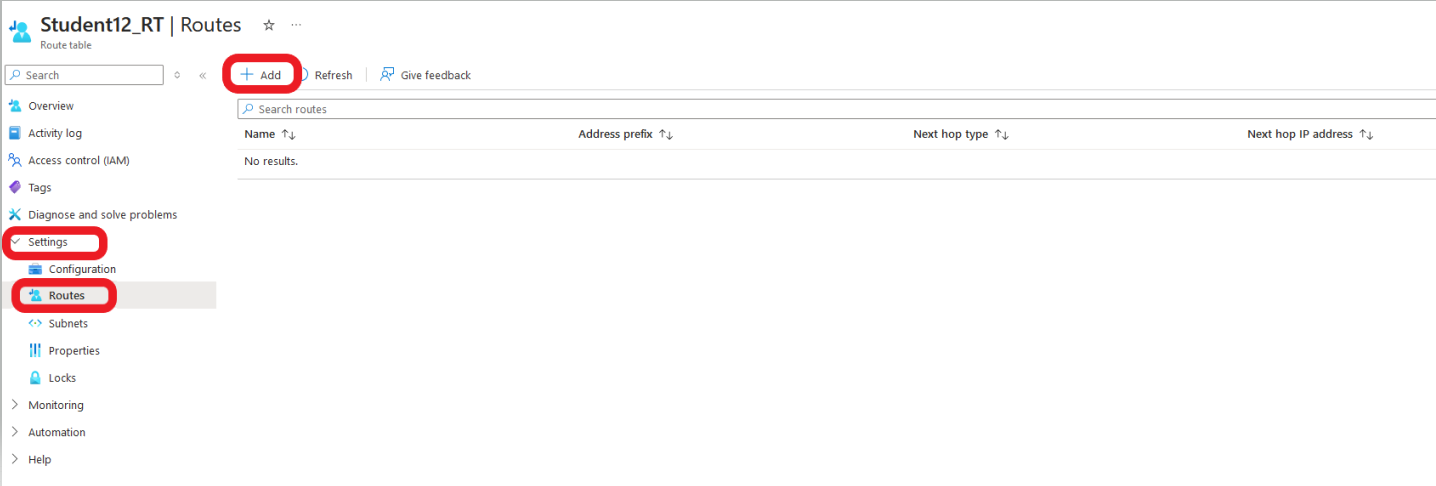 Student12_RT | Routes
Route table
Search
Add
Refresh
Give feedback
Search routes
Name
Address prefix
Next hop type
Next hop IP address
No results.
Overview
Activity log
Access control (IAM)
Tags
Diagnose and solve problems
Settings
Configuration
Routes
Subnets
Properties
Locks
Monitoring
Automation
Help